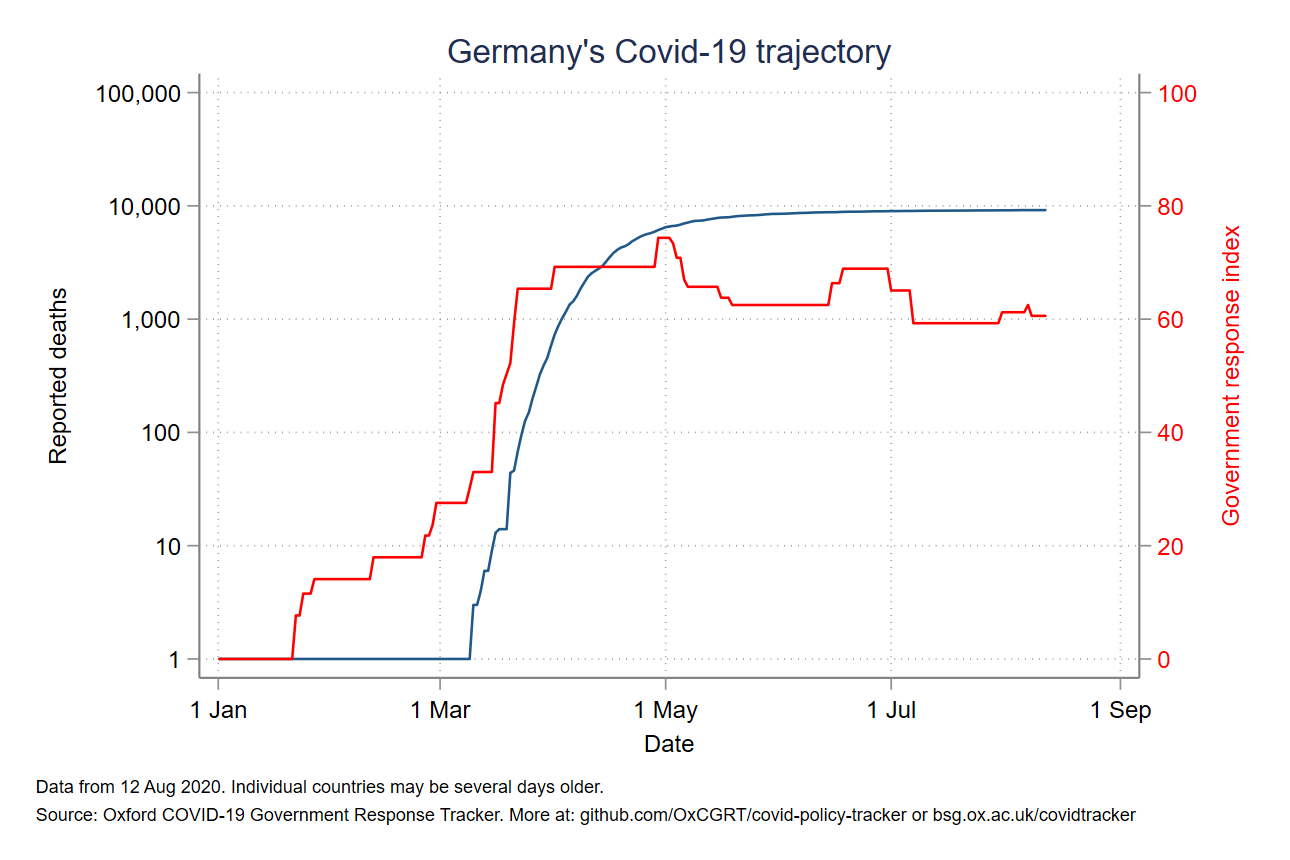 Germany's Covid-19 trajectory
100,000
10,000
1,000
100
10
1
Reported deaths
100
80
60
40
20
0
Government response index
1 Jan
1 Mar
1 May
1 Jul
1 Sep
Date
Data from 12 Aug 2020. Individual countries may be several days older.
Source: Oxford COVID-19 Government Response Tracker. More at: github.com/OxCGRT/covid-policy-tracker or bsg.ox.ac.uk/covidtracker